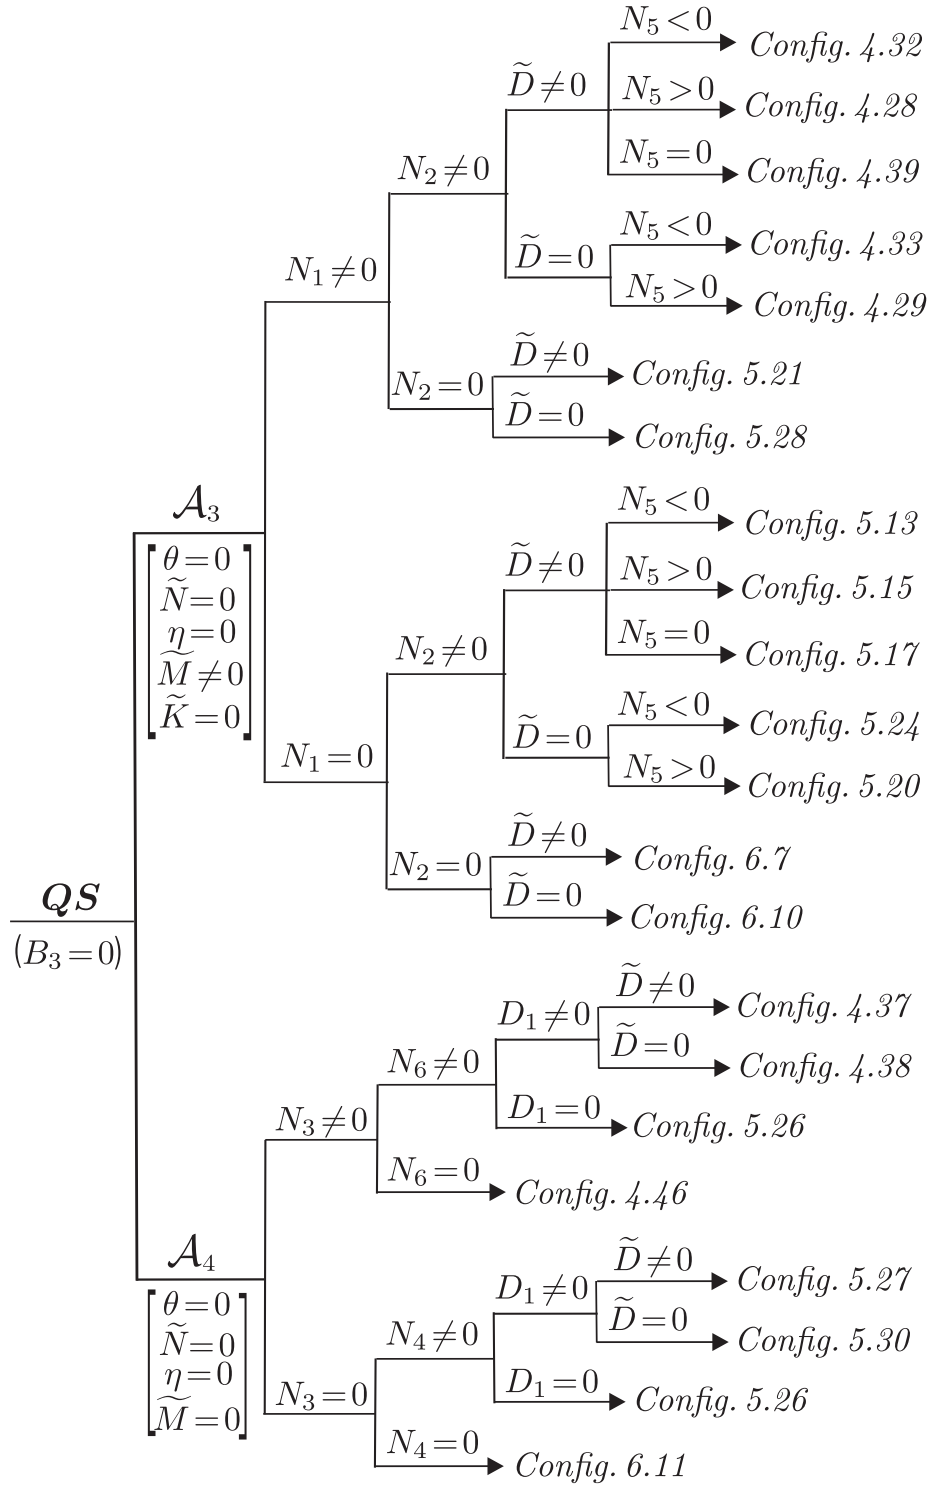 N₅<0
Config. 4.32
D̃≠0
N₅>0
Config. 4.28
N₅=0
Config. 4.39
N₂≠0
N₅<0
Config. 4.33
D̃=0
N₅>0
Config. 4.29
N₁≠0
D̃≠0
Config. 5.21
N₂=0
D̃=0
Config. 5.28
𝒜₃
θ=0
Ñ=0
η=0
M̃≠0
K̃=0
N₅<0
Config. 5.13
D̃≠0
N₅>0
Config. 5.15
N₅=0
Config. 5.17
N₂≠0
N₅<0
Config. 5.24
D̃=0
N₅>0
Config. 5.20
N₁=0
D̃≠0
Config. 6.7
N₂=0
D̃=0
Config. 6.10
QS
(B₃=0)
D̃≠0
Config. 4.37
D₁≠0
D̃=0
Config. 4.38
N₆≠0
D₁=0
Config. 5.26
N₃≠0
N₆=0
Config. 4.46
𝒜₄
θ=0
Ñ=0
η=0
M̃=0
D̃≠0
Config. 5.27
D₁≠0
D̃=0
Config. 5.30
N₄≠0
D₁=0
Config. 5.26
N₃=0
N₄=0
Config. 6.11